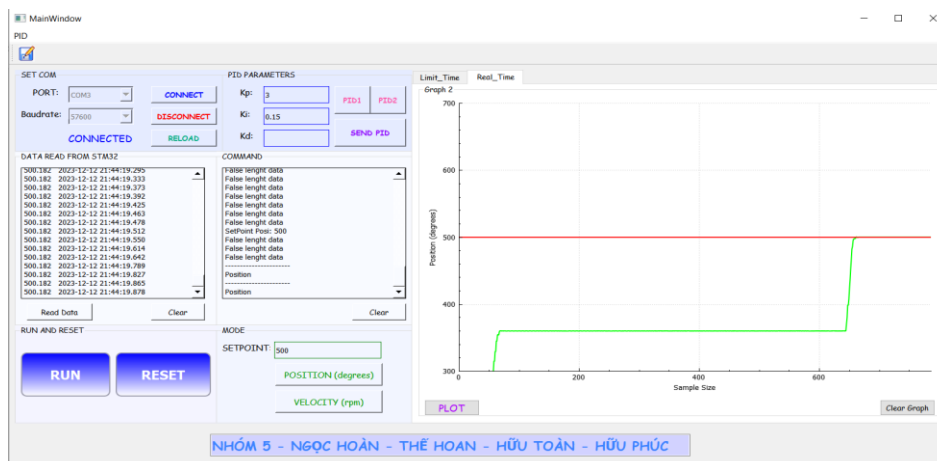 MainWindow
PID
SET COM
PORT: COM3 CONNECT
Baudrate: 57600 DISCONNECT
CONNECTED RELOAD
PID PARAMETERS
Kp: 3 PID1 PID2
Ki: 0.15
Kd: SEND PID
DATA READ FROM STM32
500.182 2023-12-12 21:44:19.295
500.182 2023-12-12 21:44:19.333
500.182 2023-12-12 21:44:19.373
500.182 2023-12-12 21:44:19.392
500.182 2023-12-12 21:44:19.425
500.182 2023-12-12 21:44:19.463
500.182 2023-12-12 21:44:19.478
500.182 2023-12-12 21:44:19.512
500.182 2023-12-12 21:44:19.550
500.182 2023-12-12 21:44:19.614
500.182 2023-12-12 21:44:19.642
500.182 2023-12-12 21:44:19.789
500.182 2023-12-12 21:44:19.827
500.182 2023-12-12 21:44:19.865
500.182 2023-12-12 21:44:19.878
Read Data Clear
COMMAND
False lenght data
False lenght data
False lenght data
False lenght data
False lenght data
False lenght data
False lenght data
SetPoint Posi: 500
False lenght data
False lenght data
False lenght data
----------------------
Position
----------------------
Position
Clear
RUN AND RESET
RUN RESET
MODE
SETPOINT: 500
POSITION (degrees)
VELOCITY (rpm)
Limit_Time Real_Time
Graph 2
700
600
500
400
300
Position (degrees)
0 200 400 600
Sample Size
PLOT Clear Graph
NHÓM 5 - NGỌC HOÀN - THẾ HOAN - HỮU TOÀN - HỮU PHÚC